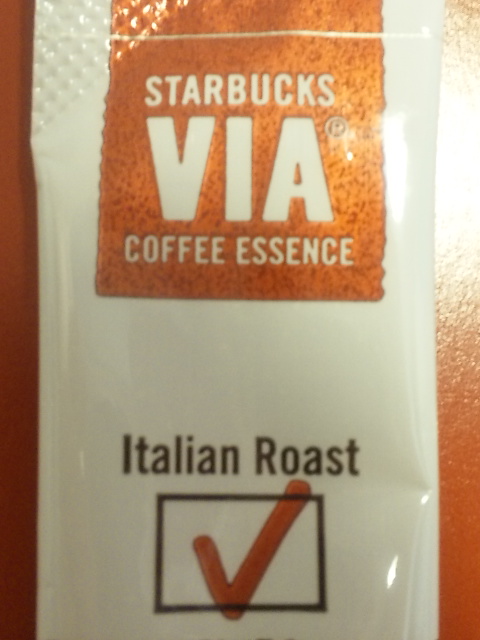 STARBUCKS
VIA®
COFFEE ESSENCE
Italian Roast